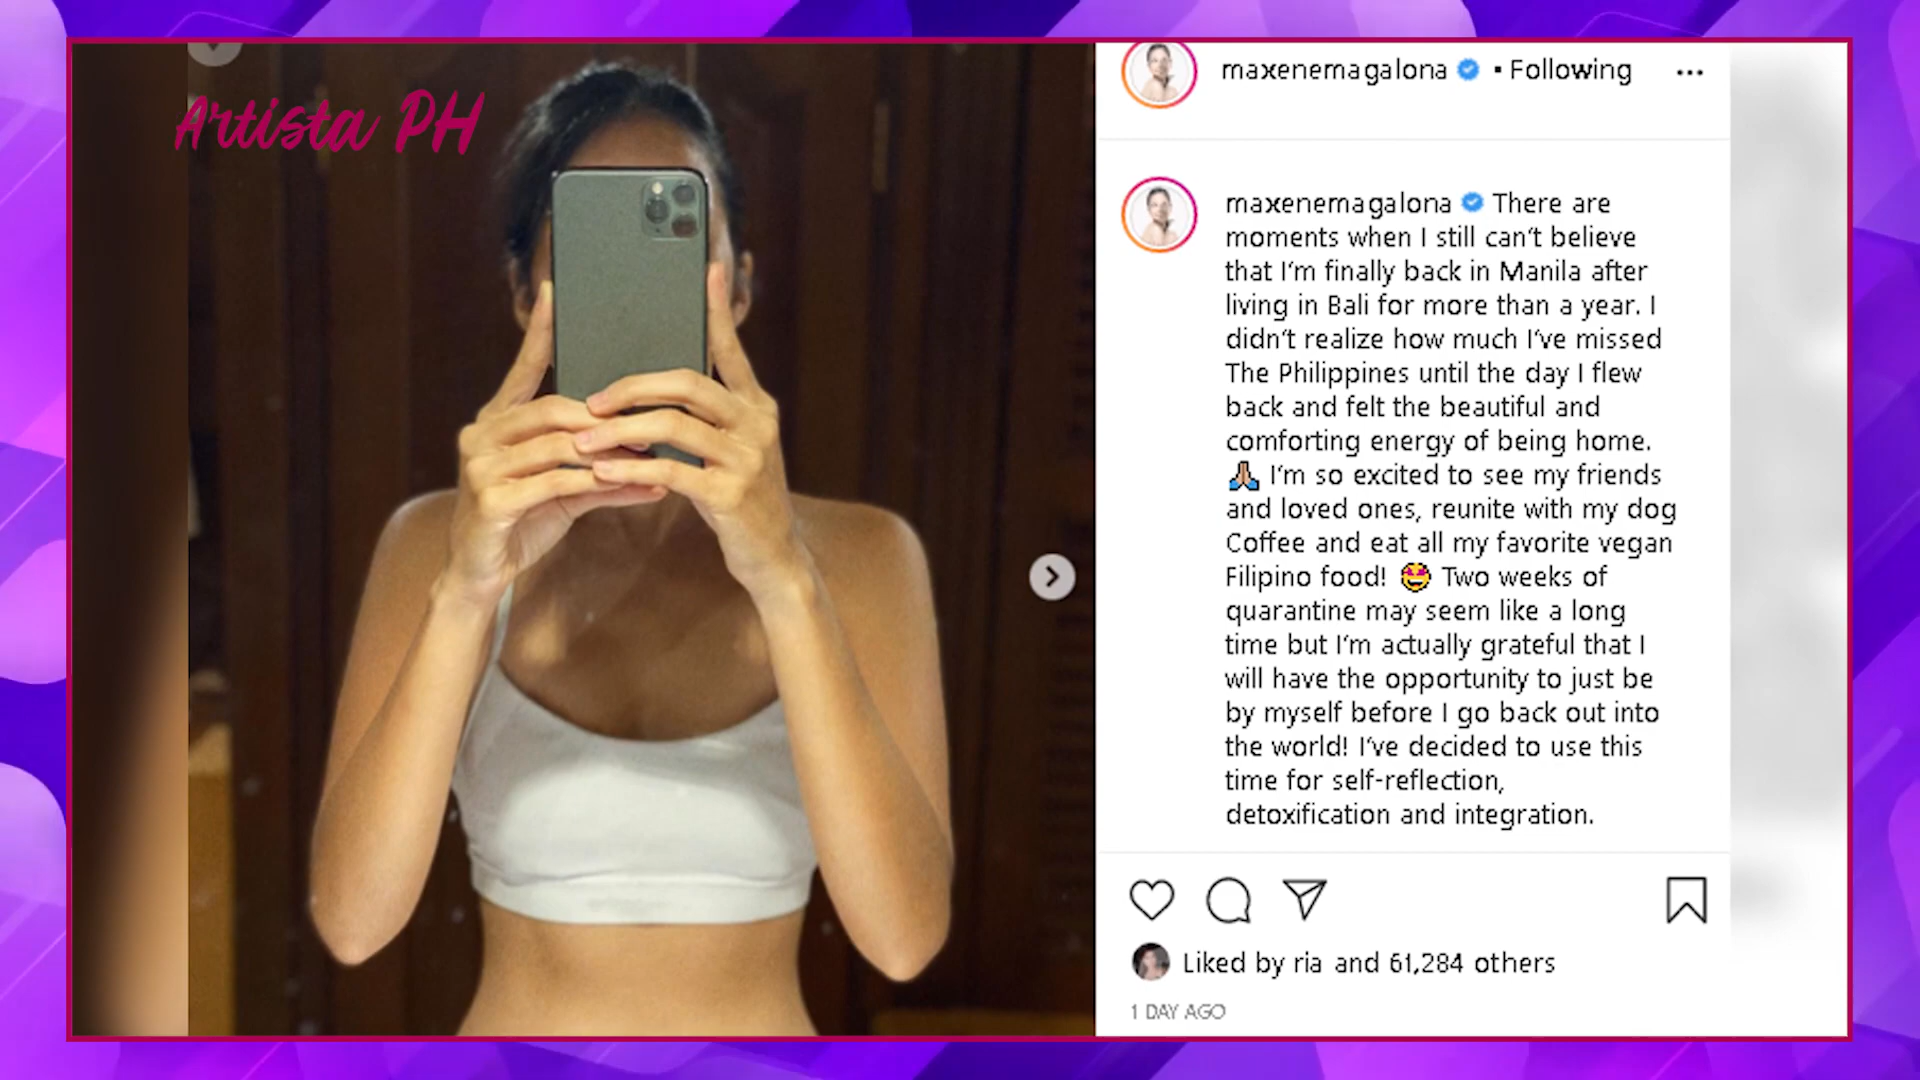 Artista PH
maxenemagalona • Following
maxenemagalona There are
moments when I still can't believe
that I'm finally back in Manila after
living in Bali for more than a year. I
didn't realize how much I've missed
The Philippines until the day I flew
back and felt the beautiful and
comforting energy of being home.
🙏🏼 I'm so excited to see my friends
and loved ones, reunite with my dog
Coffee and eat all my favorite vegan
Filipino food! 🤩 Two weeks of
quarantine may seem like a long
time but I'm actually grateful that I
will have the opportunity to just be
by myself before I go back out into
the world! I've decided to use this
time for self-reflection,
detoxification and integration.
Liked by ria and 61,284 others
1 DAY AGO